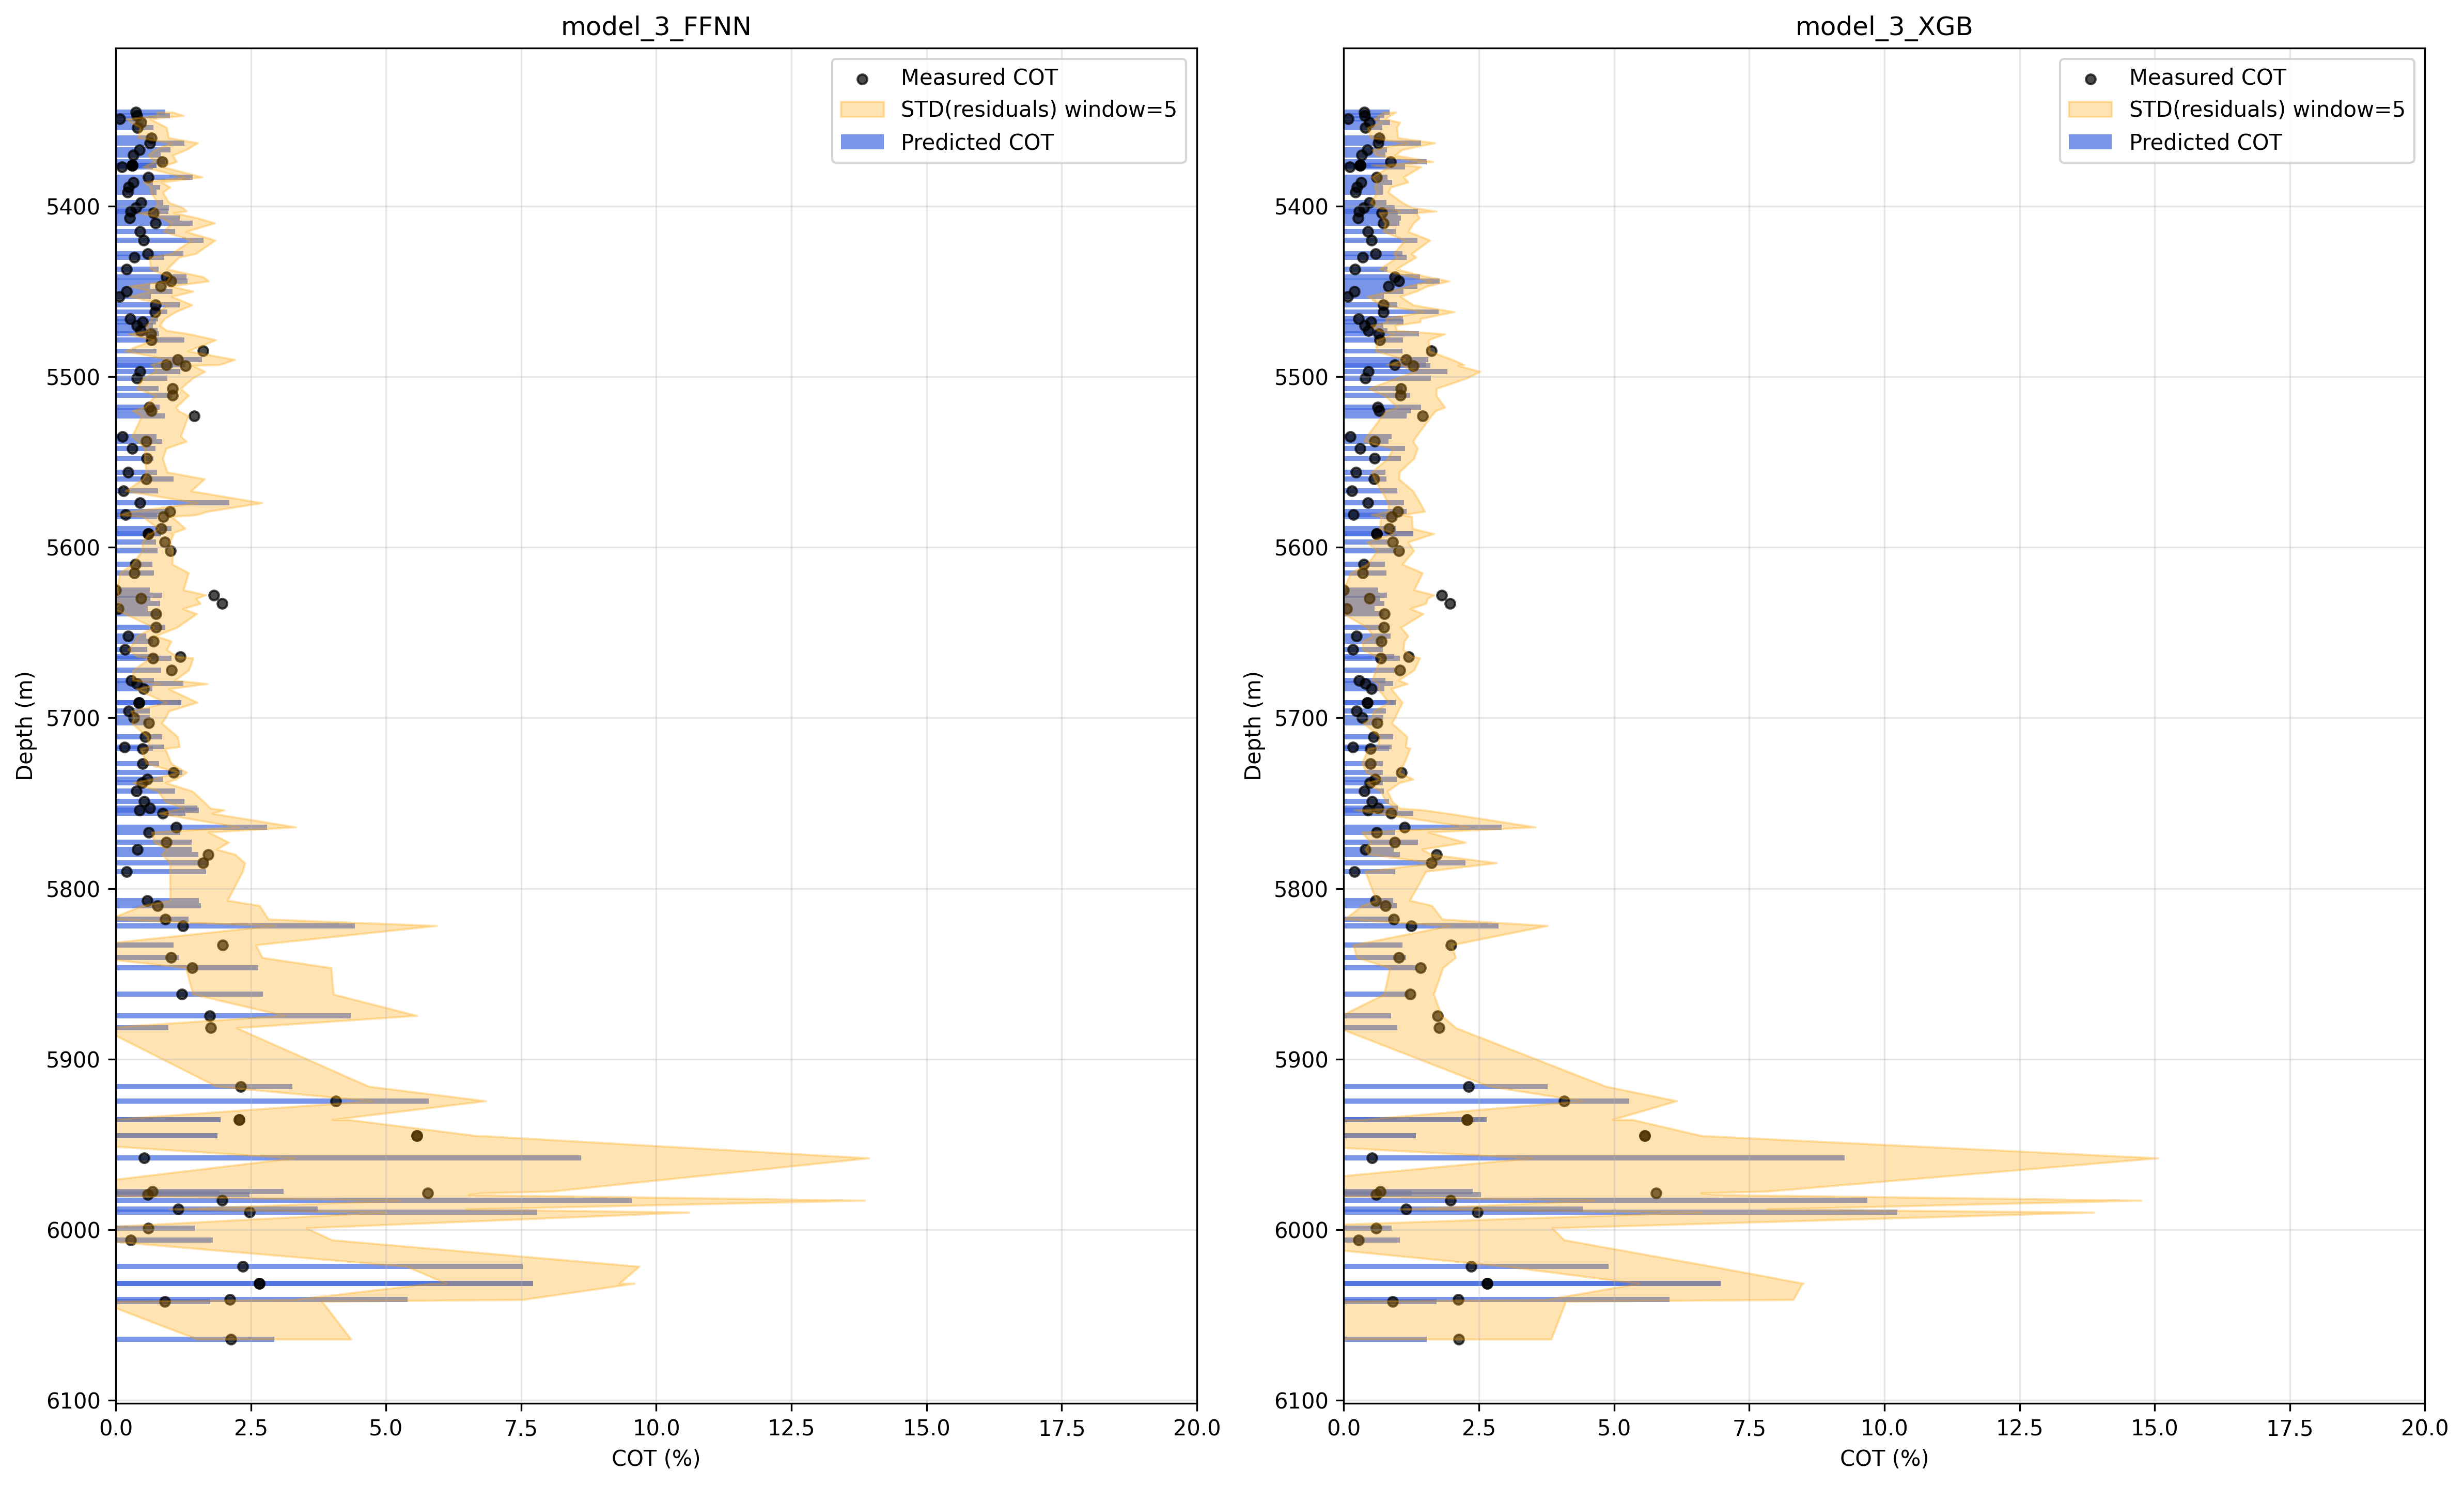 model_3_FFNN
Measured COT
STD(residuals) window=5
Predicted COT
Depth (m)
5400
5500
5600
5700
5800
5900
6000
6100
0.0 2.5 5.0 7.5 10.0 12.5 15.0 17.5 20.0
COT (%)
model_3_XGB
Measured COT
STD(residuals) window=5
Predicted COT
Depth (m)
5400
5500
5600
5700
5800
5900
6000
6100
0.0 2.5 5.0 7.5 10.0 12.5 15.0 17.5 20.0
COT (%)